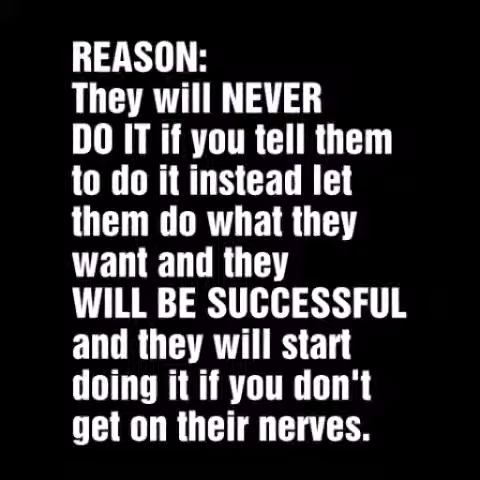 REASON:
They will NEVER
DO IT if you tell them
to do it instead let
them do what they
want and they
WILL BE SUCCESSFUL
and they will start
doing it if you don't
get on their nerves.